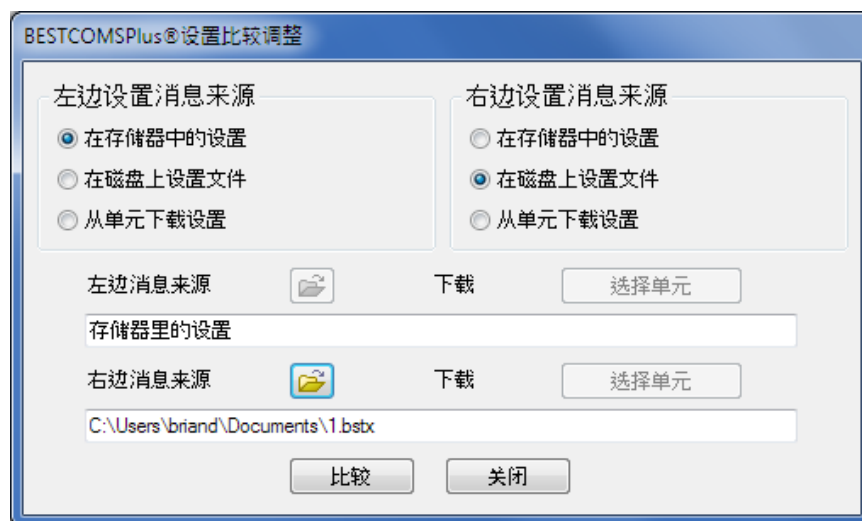 BESTCOMSPlus®设置比较调整
左边设置消息来源
在存储器中的设置
在磁盘上设置文件
从单元下载设置
右边设置消息来源
在存储器中的设置
在磁盘上设置文件
从单元下载设置
左边消息来源 下载 选择单元
存储器里的设置
右边消息来源 下载 选择单元
C:\Users\briand\Documents\1.bstx
比较 关闭